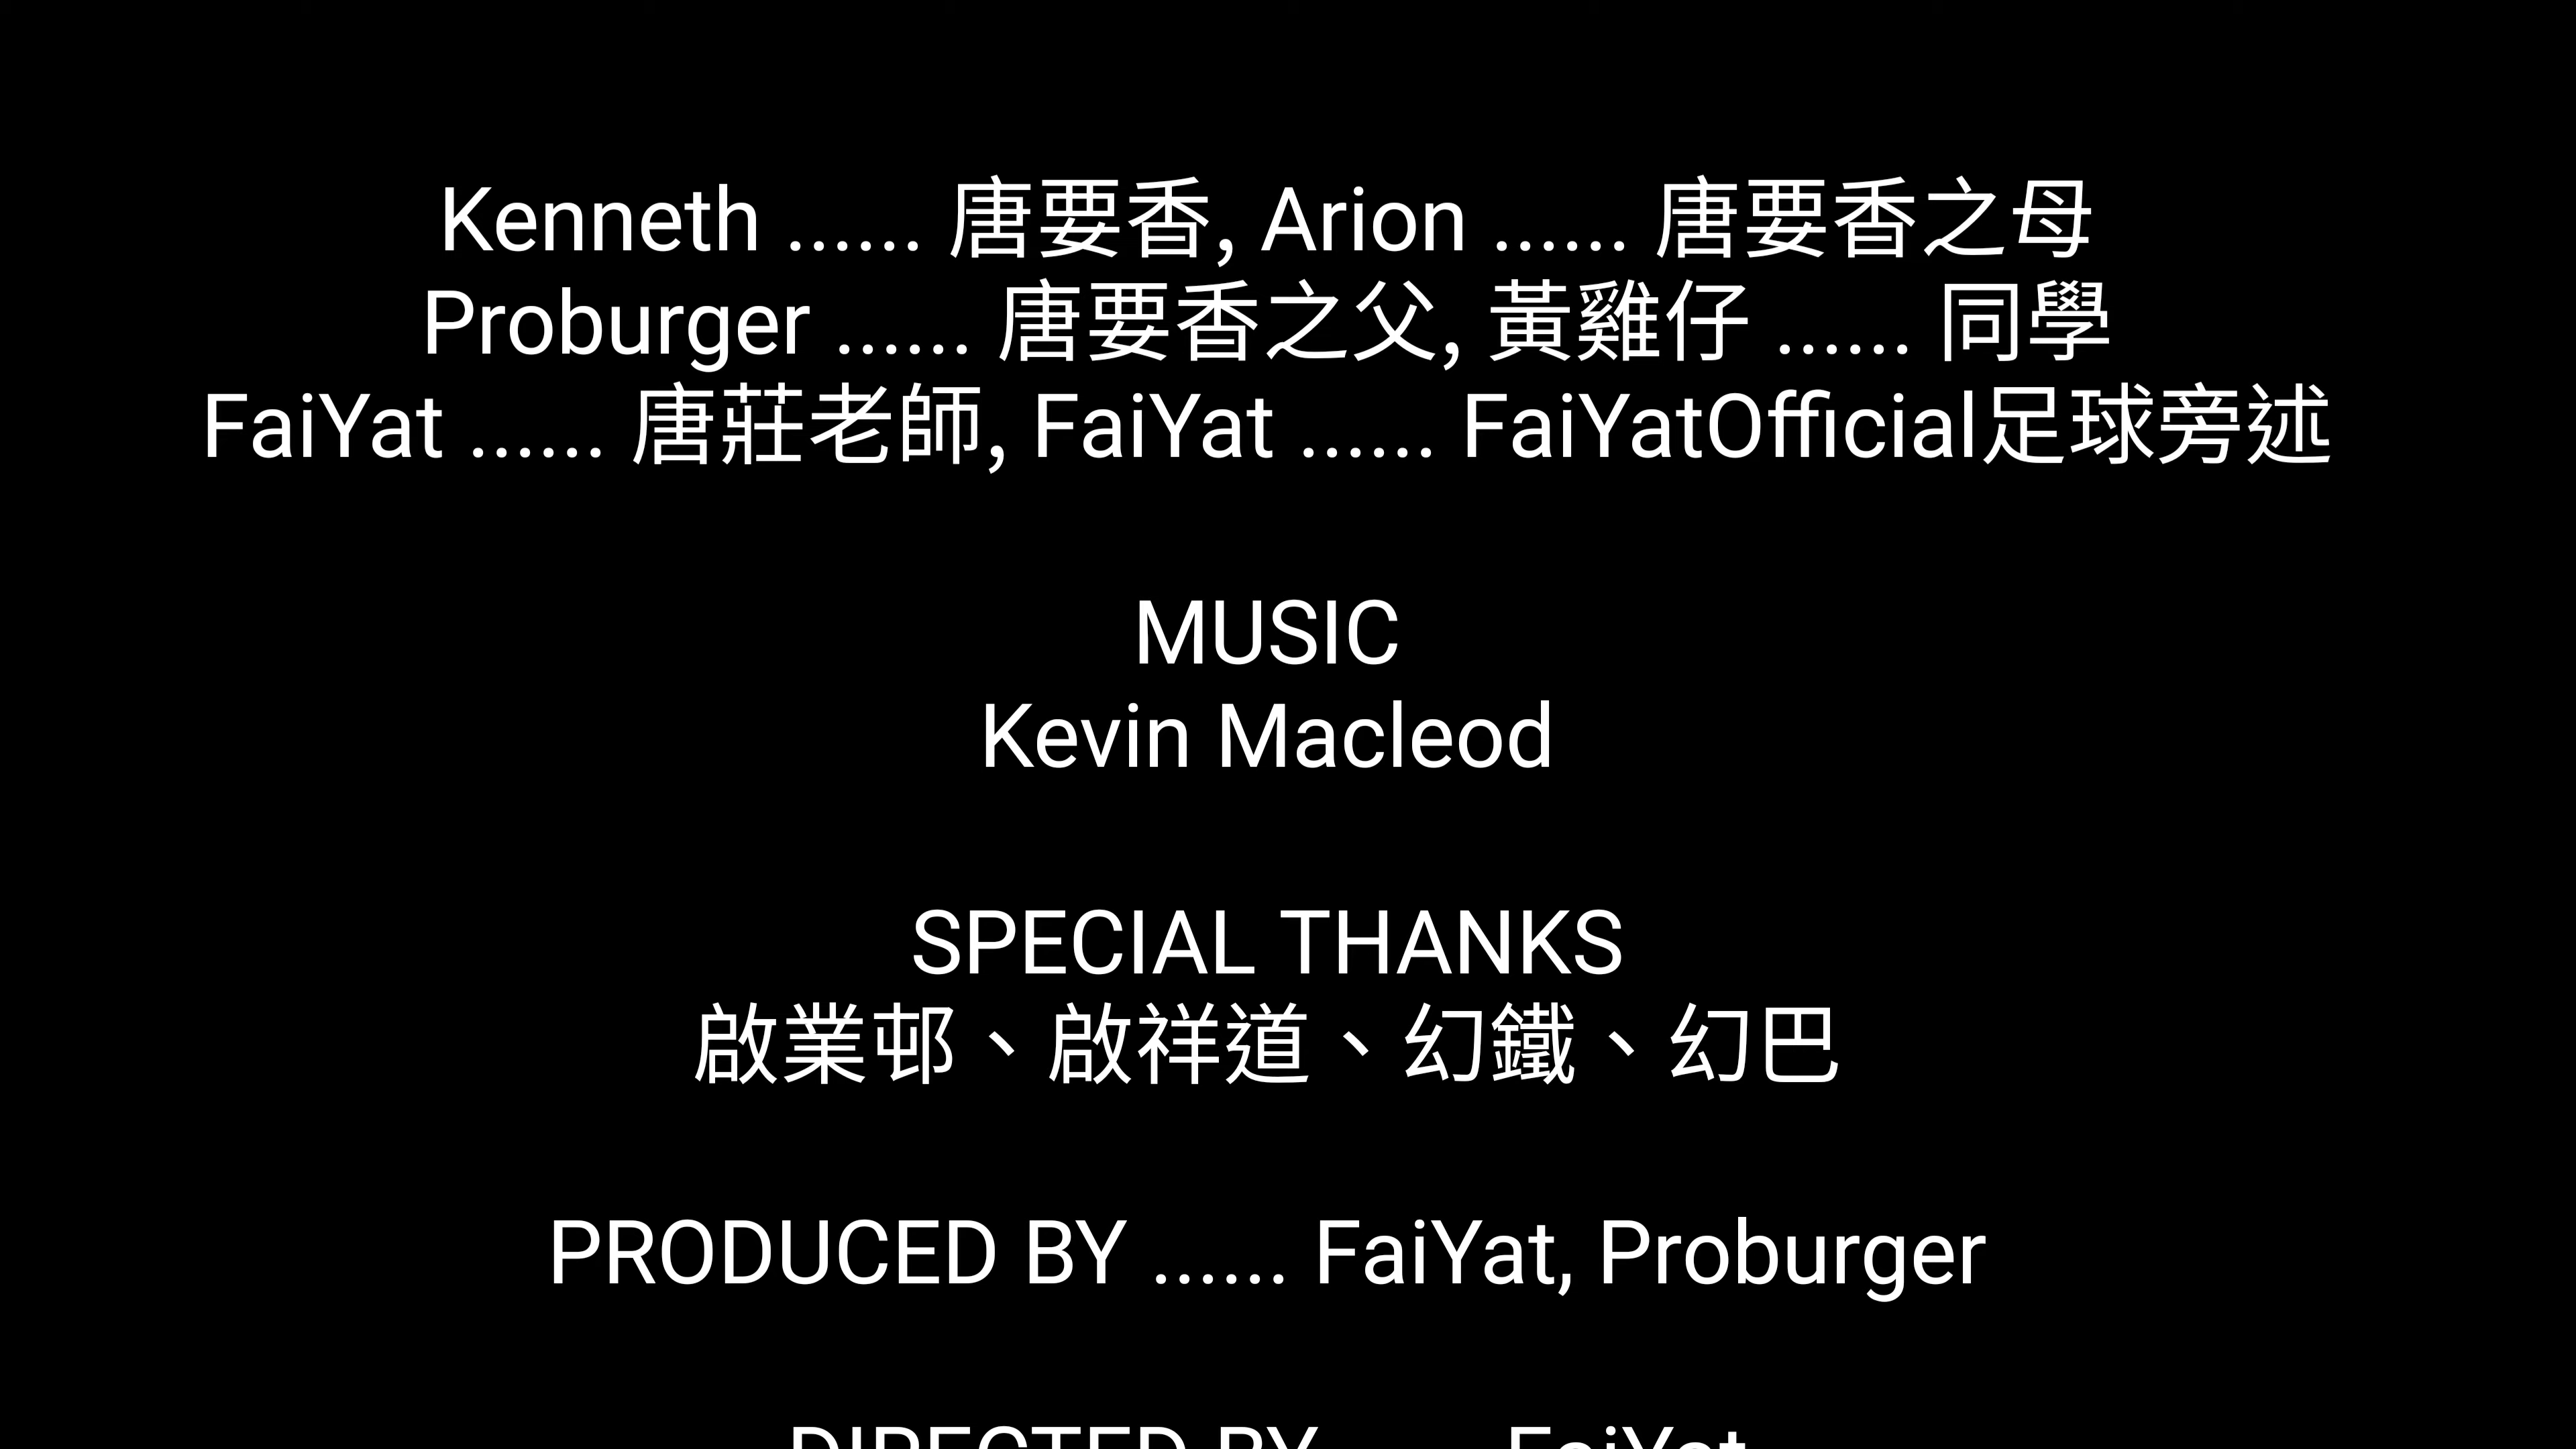 Kenneth ...... 唐要香, Arion ...... 唐要香之母
Proburger ...... 唐要香之父, 黃雞仔 ...... 同學
FaiYat ...... 唐莊老師, FaiYat ...... FaiYatOfficial足球旁述
MUSIC
Kevin Macleod
SPECIAL THANKS
啟業邨、啟祥道、幻鐵、幻巴
PRODUCED BY ...... FaiYat, Proburger
DIRECTED BY ...... FaiYat